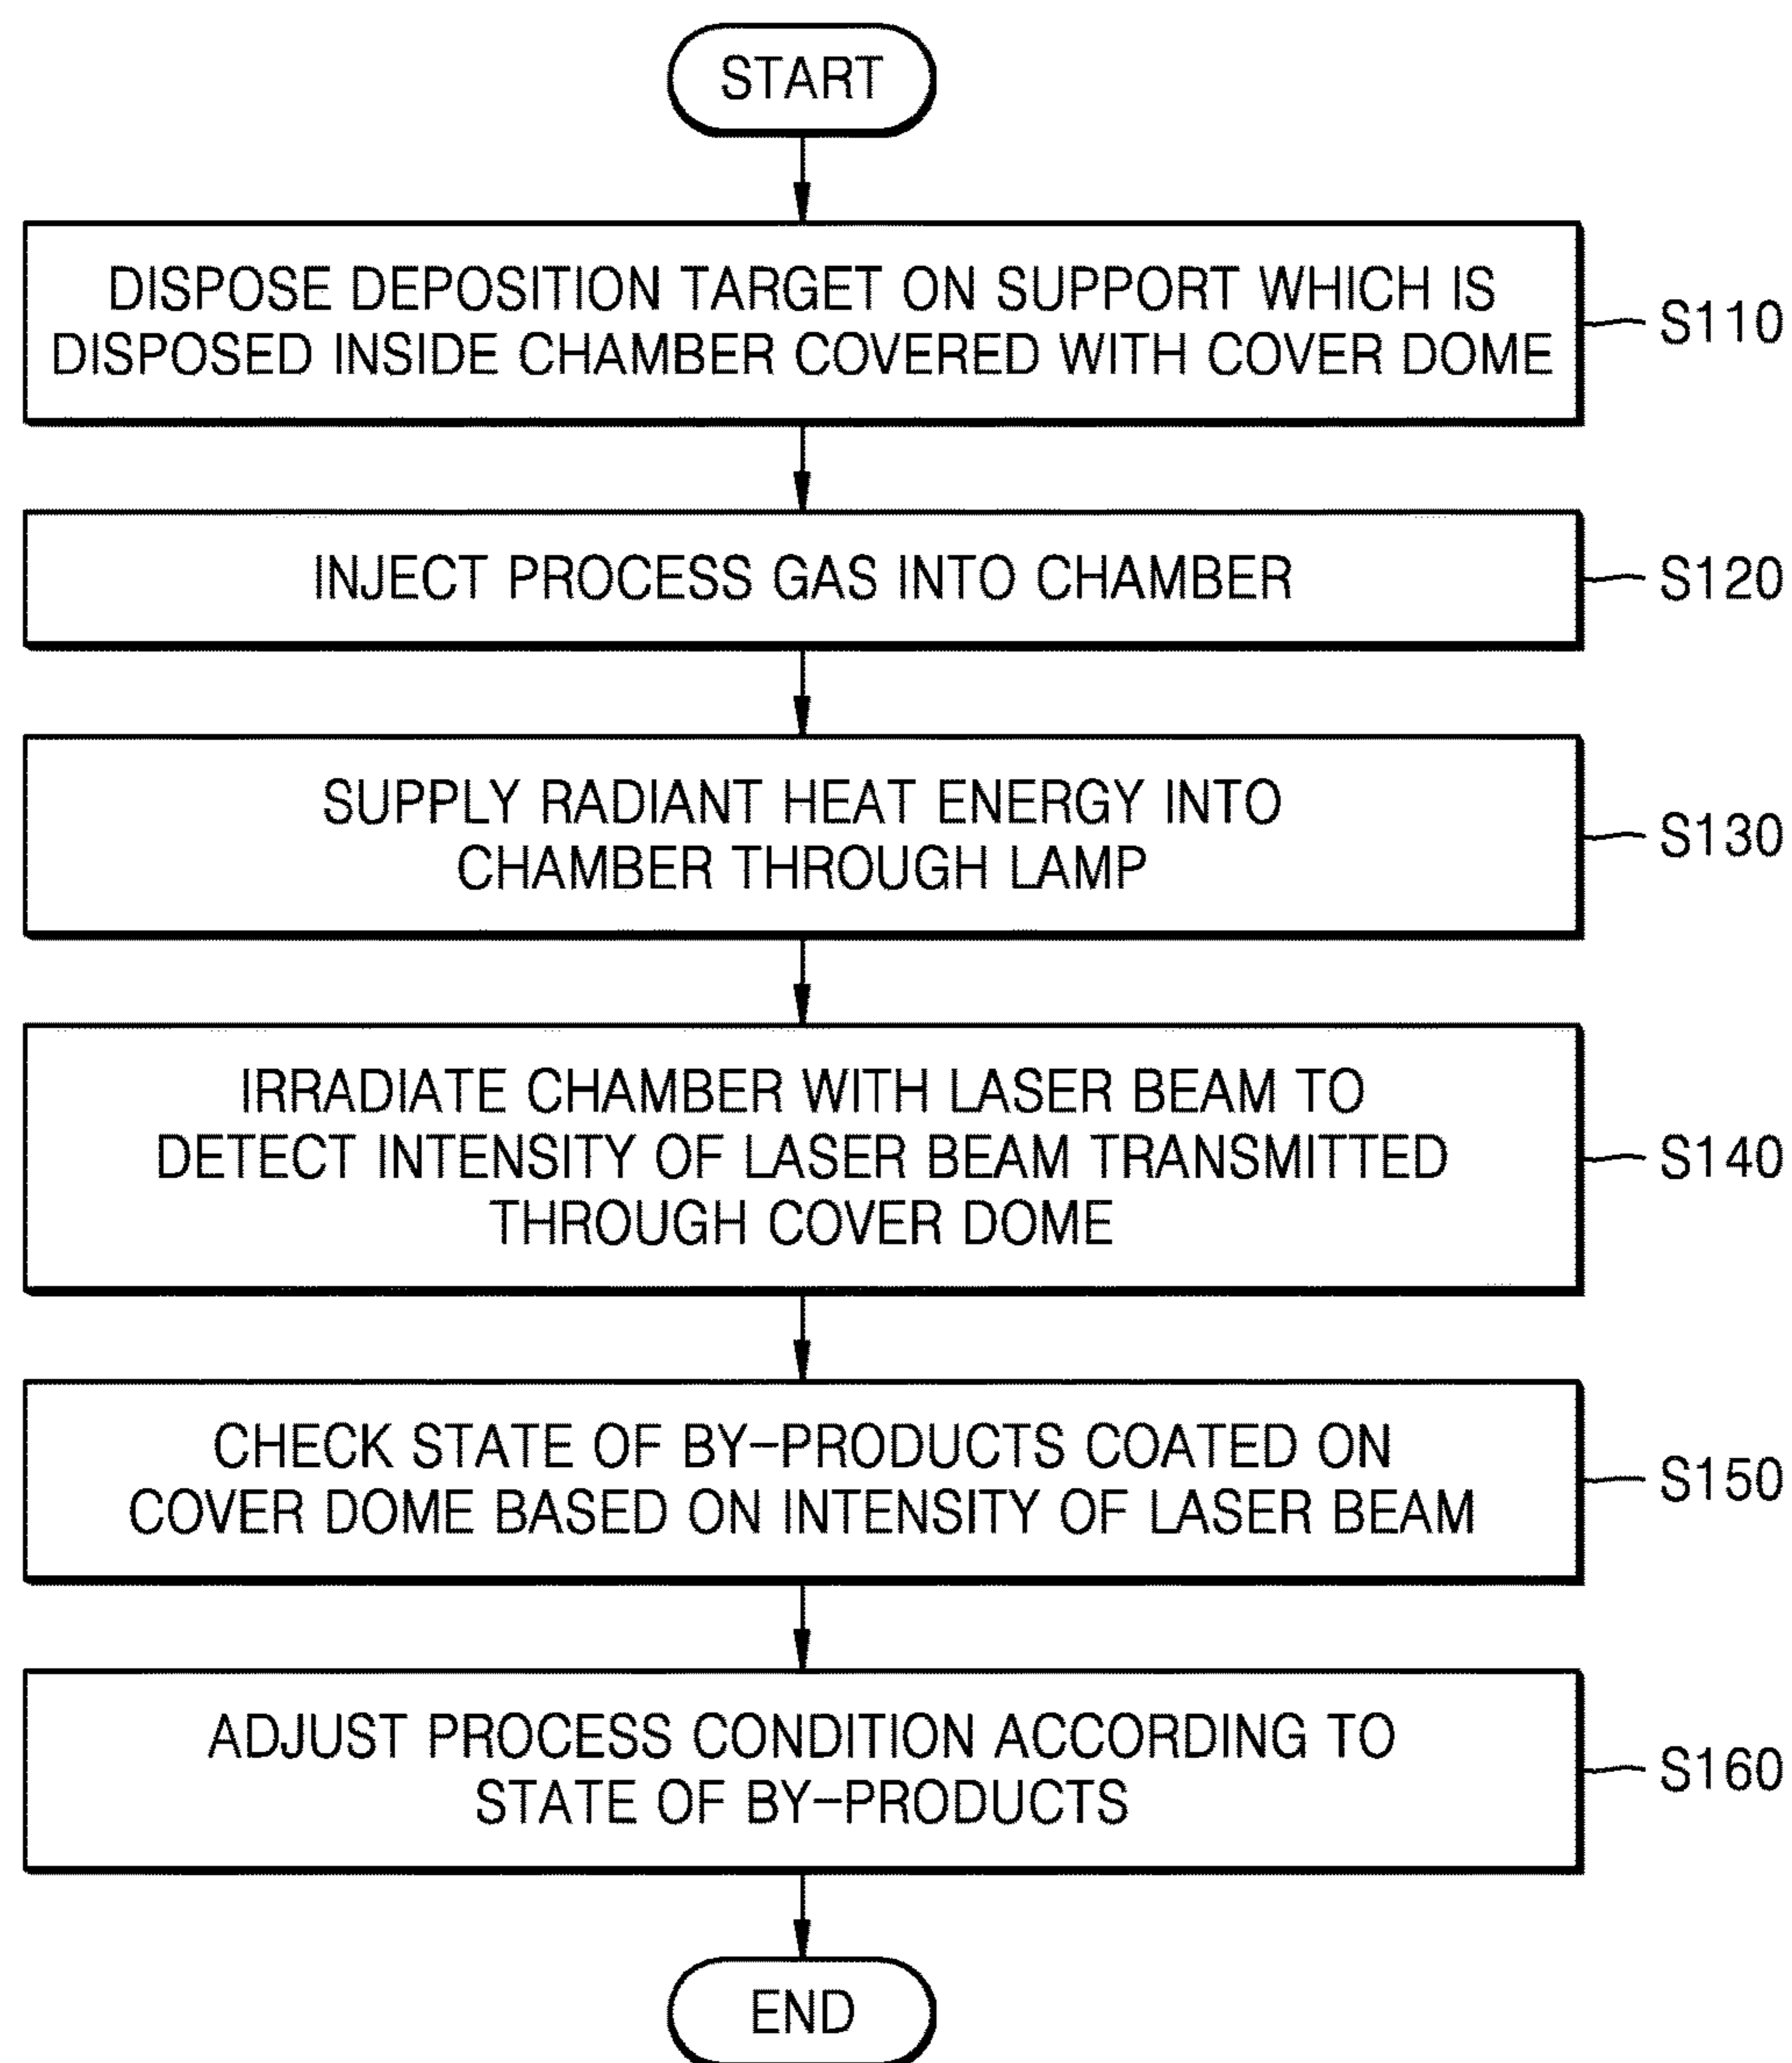 START
DISPOSE DEPOSITION TARGET ON SUPPORT WHICH IS
DISPOSED INSIDE CHAMBER COVERED WITH COVER DOME
S110
INJECT PROCESS GAS INTO CHAMBER
S120
SUPPLY RADIANT HEAT ENERGY INTO
CHAMBER THROUGH LAMP
S130
IRRADIATE CHAMBER WITH LASER BEAM TO
DETECT INTENSITY OF LASER BEAM TRANSMITTED
THROUGH COVER DOME
S140
CHECK STATE OF BY-PRODUCTS COATED ON
COVER DOME BASED ON INTENSITY OF LASER BEAM
S150
ADJUST PROCESS CONDITION ACCORDING TO
STATE OF BY-PRODUCTS
S160
END